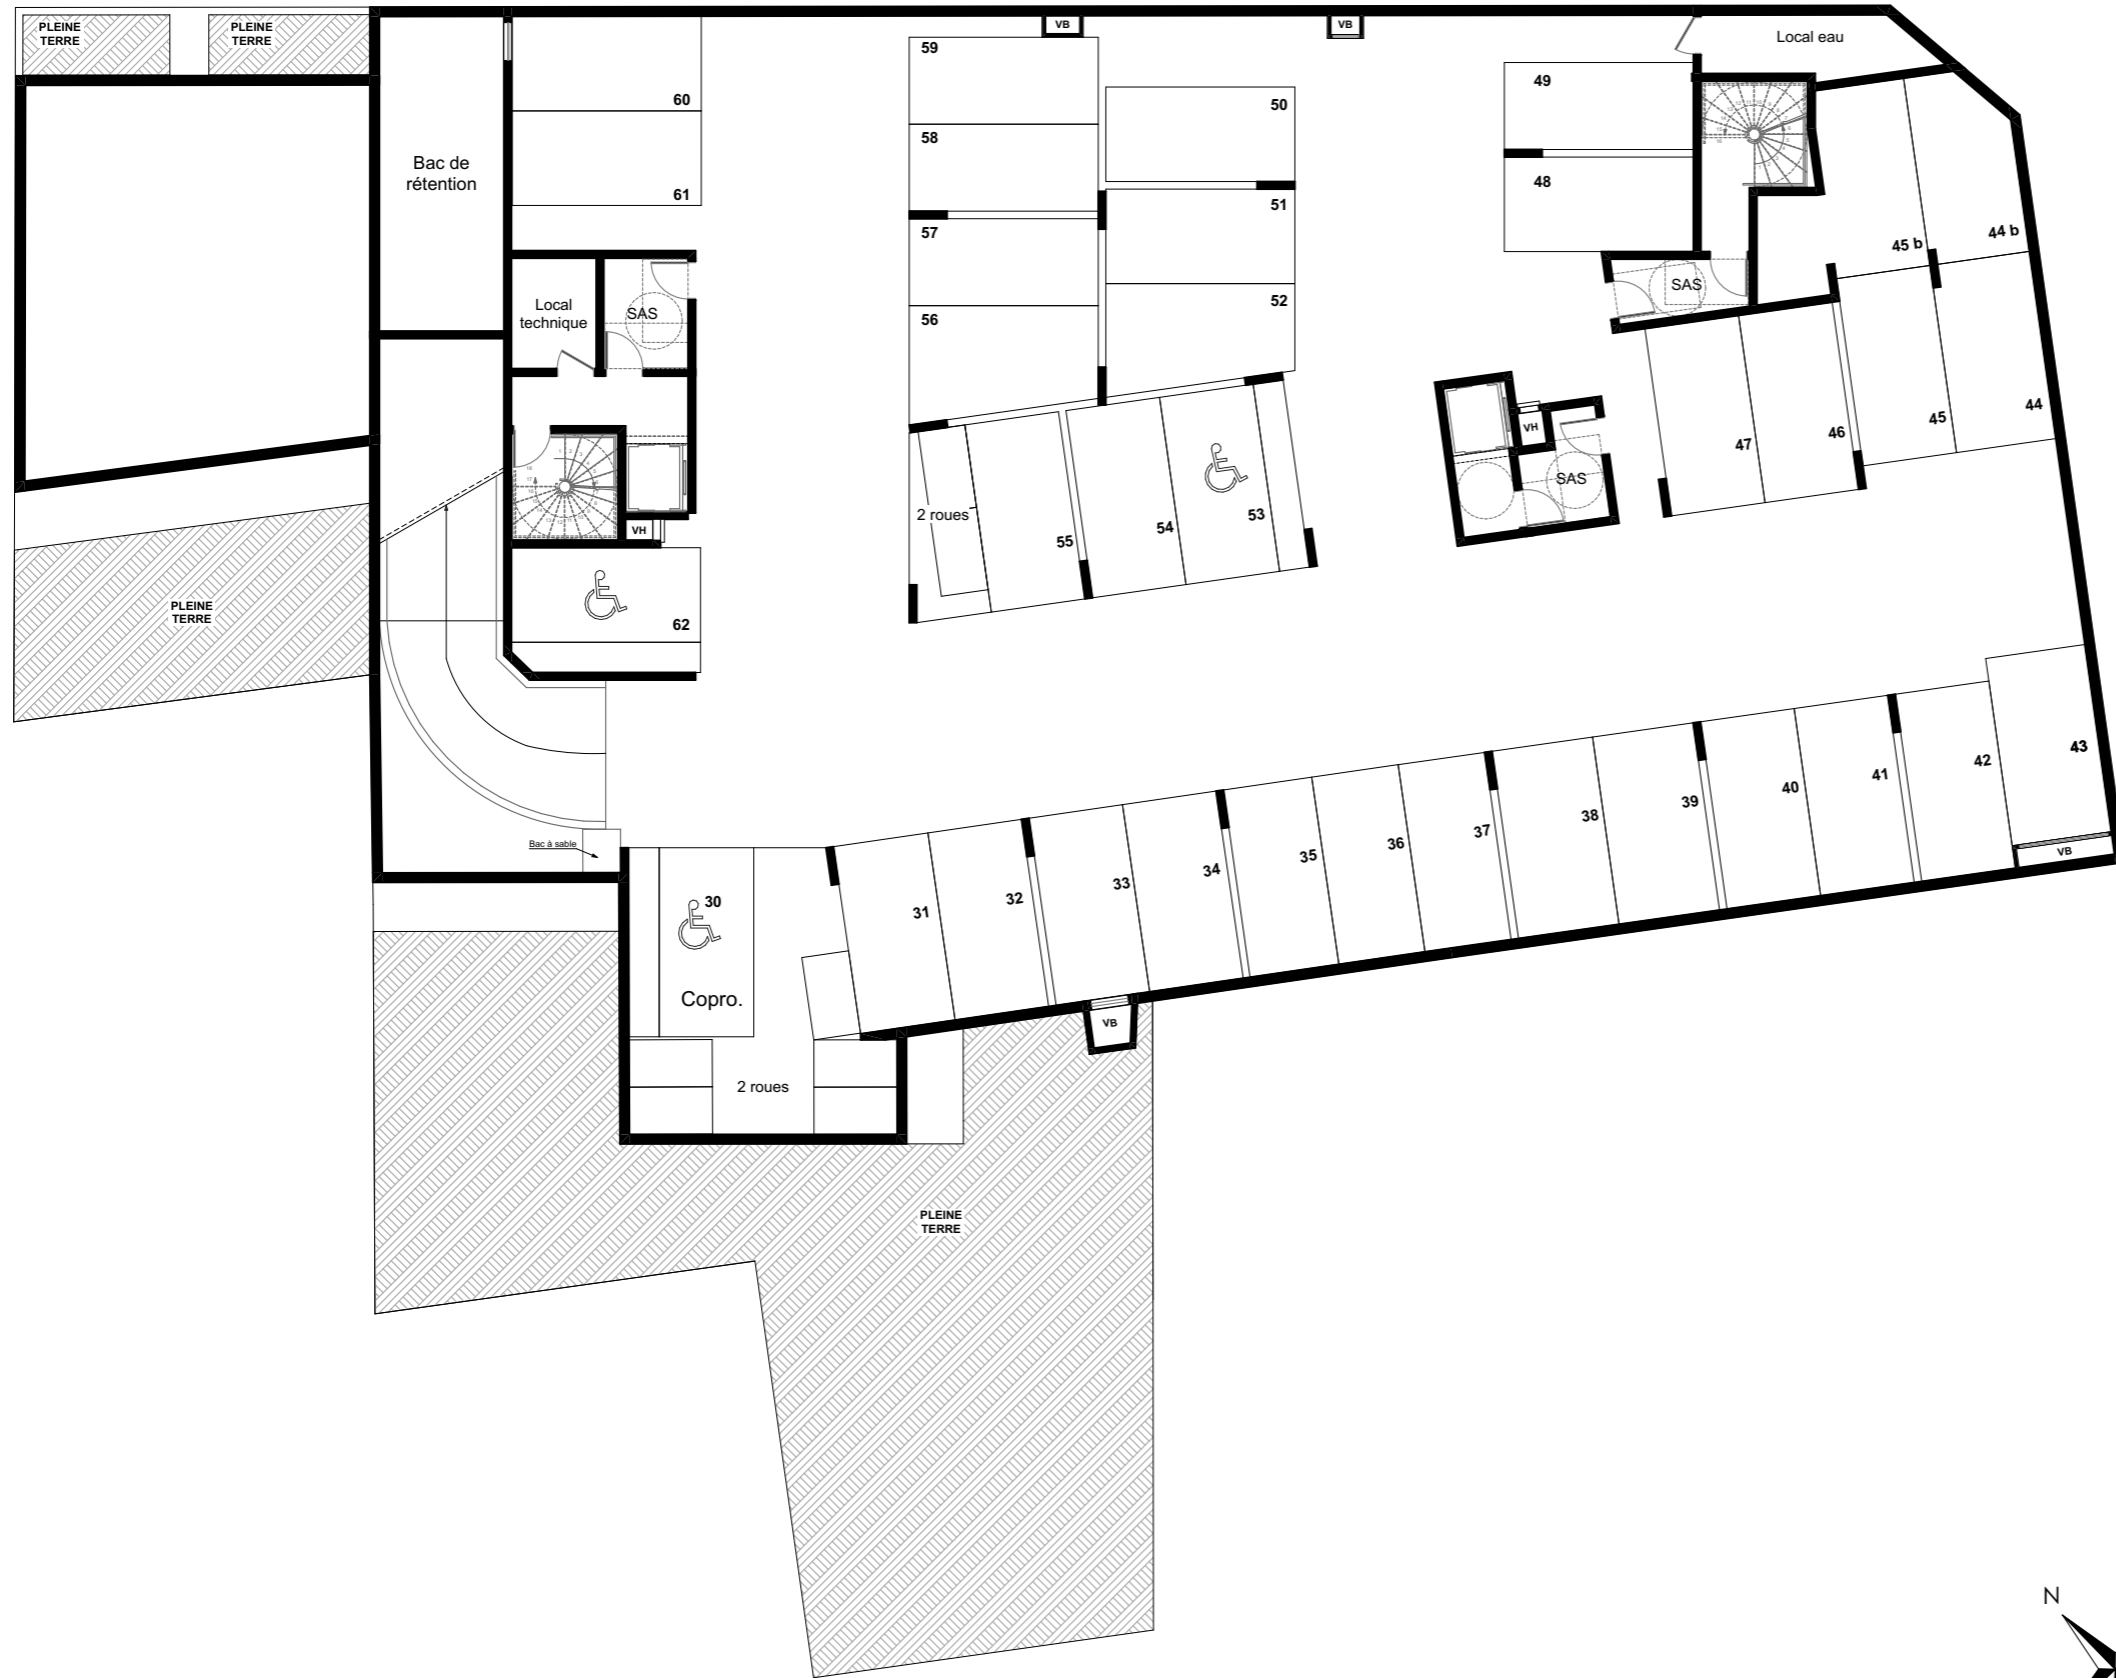 PLEINE
TERRE
PLEINE
TERRE
VB
VB
Local eau
59
49
50
60
58
Bac de
rétention
48
61
51
57
45 b
44 b
SAS
52
Local
technique
SAS
56
44
45
46
47
VH
SAS
2 roues
53
54
55
VH
PLEINE
TERRE
62
43
42
41
40
39
38
37
36
35
34
33
32
31
Bac à sable
VB
30
Copro.
VB
2 roues
PLEINE
TERRE
N